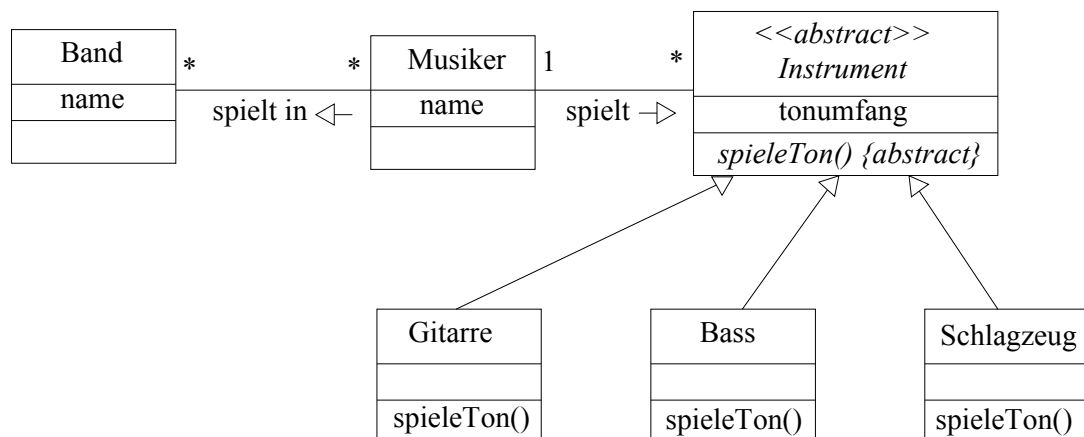 Band
name
*
*
spielt in
Musiker
name
1
*
spielt
<<abstract>>
Instrument
tonumfang
spieleTon() {abstract}
Gitarre
spieleTon()
Bass
spieleTon()
Schlagzeug
spieleTon()